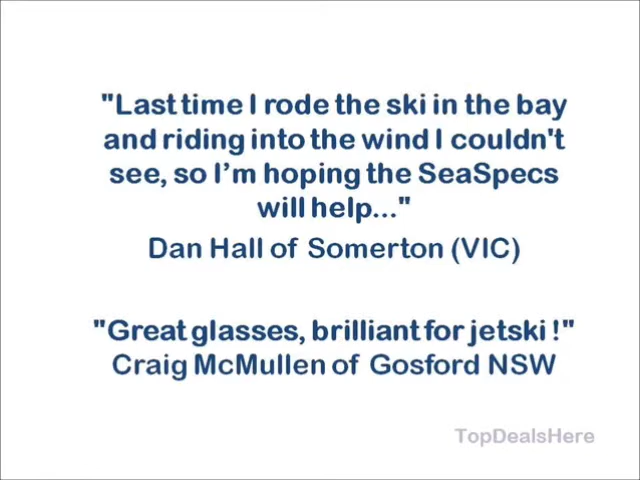 "Last time I rode the ski in the bay
and riding into the wind I couldn't
see, so I’m hoping the SeaSpecs
will help..."
Dan Hall of Somerton (VIC)
"Great glasses, brilliant for jetski !"
Craig McMullen of Gosford NSW
TopDealsHere